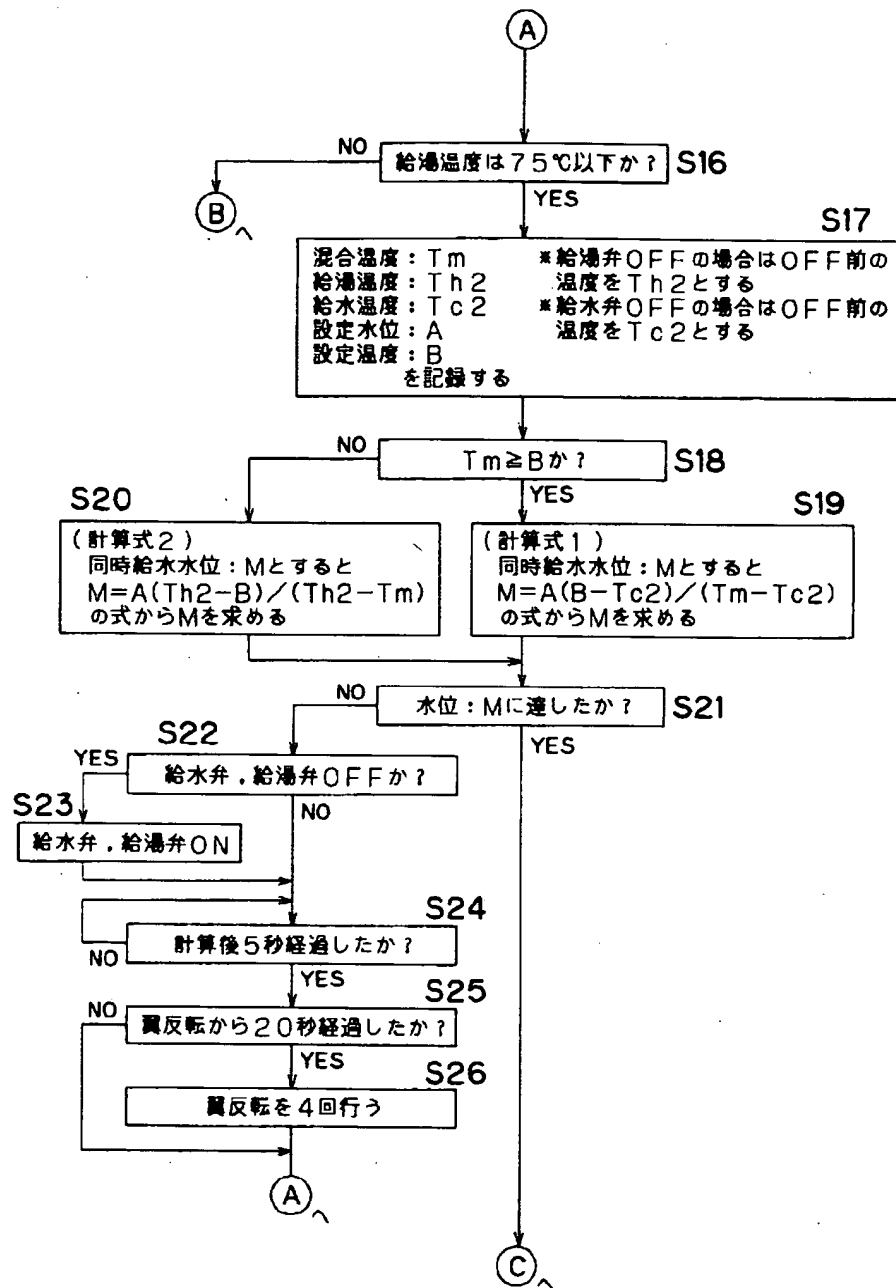 A
NO
給湯温度は75℃以下か?
S16
B
YES
S17
混合温度:Tm
給湯温度:Th2
給水温度:Tc2
設定水位:A
設定温度:B
を記録する
*給湯弁OFFの場合はOFF前の
温度をTh2とする
*給水弁OFFの場合はOFF前の
温度をTc2とする
NO
Tm≧Bか?
S18
YES
S20
(計算式2)
同時給水水位:Mとすると
M=A(Th2-B)/(Th2-Tm)
の式からMを求める
S19
(計算式1)
同時給水水位:Mとすると
M=A(B-Tc2)/(Tm-Tc2)
の式からMを求める
NO
水位:Mに達したか?
S21
YES
S22
YES
給水弁,給湯弁OFFか?
NO
S23
給水弁,給湯弁ON
S24
計算後5秒経過したか?
NO
YES
S25
NO
翼反転から20秒経過したか?
YES
S26
翼反転を4回行う
A
C